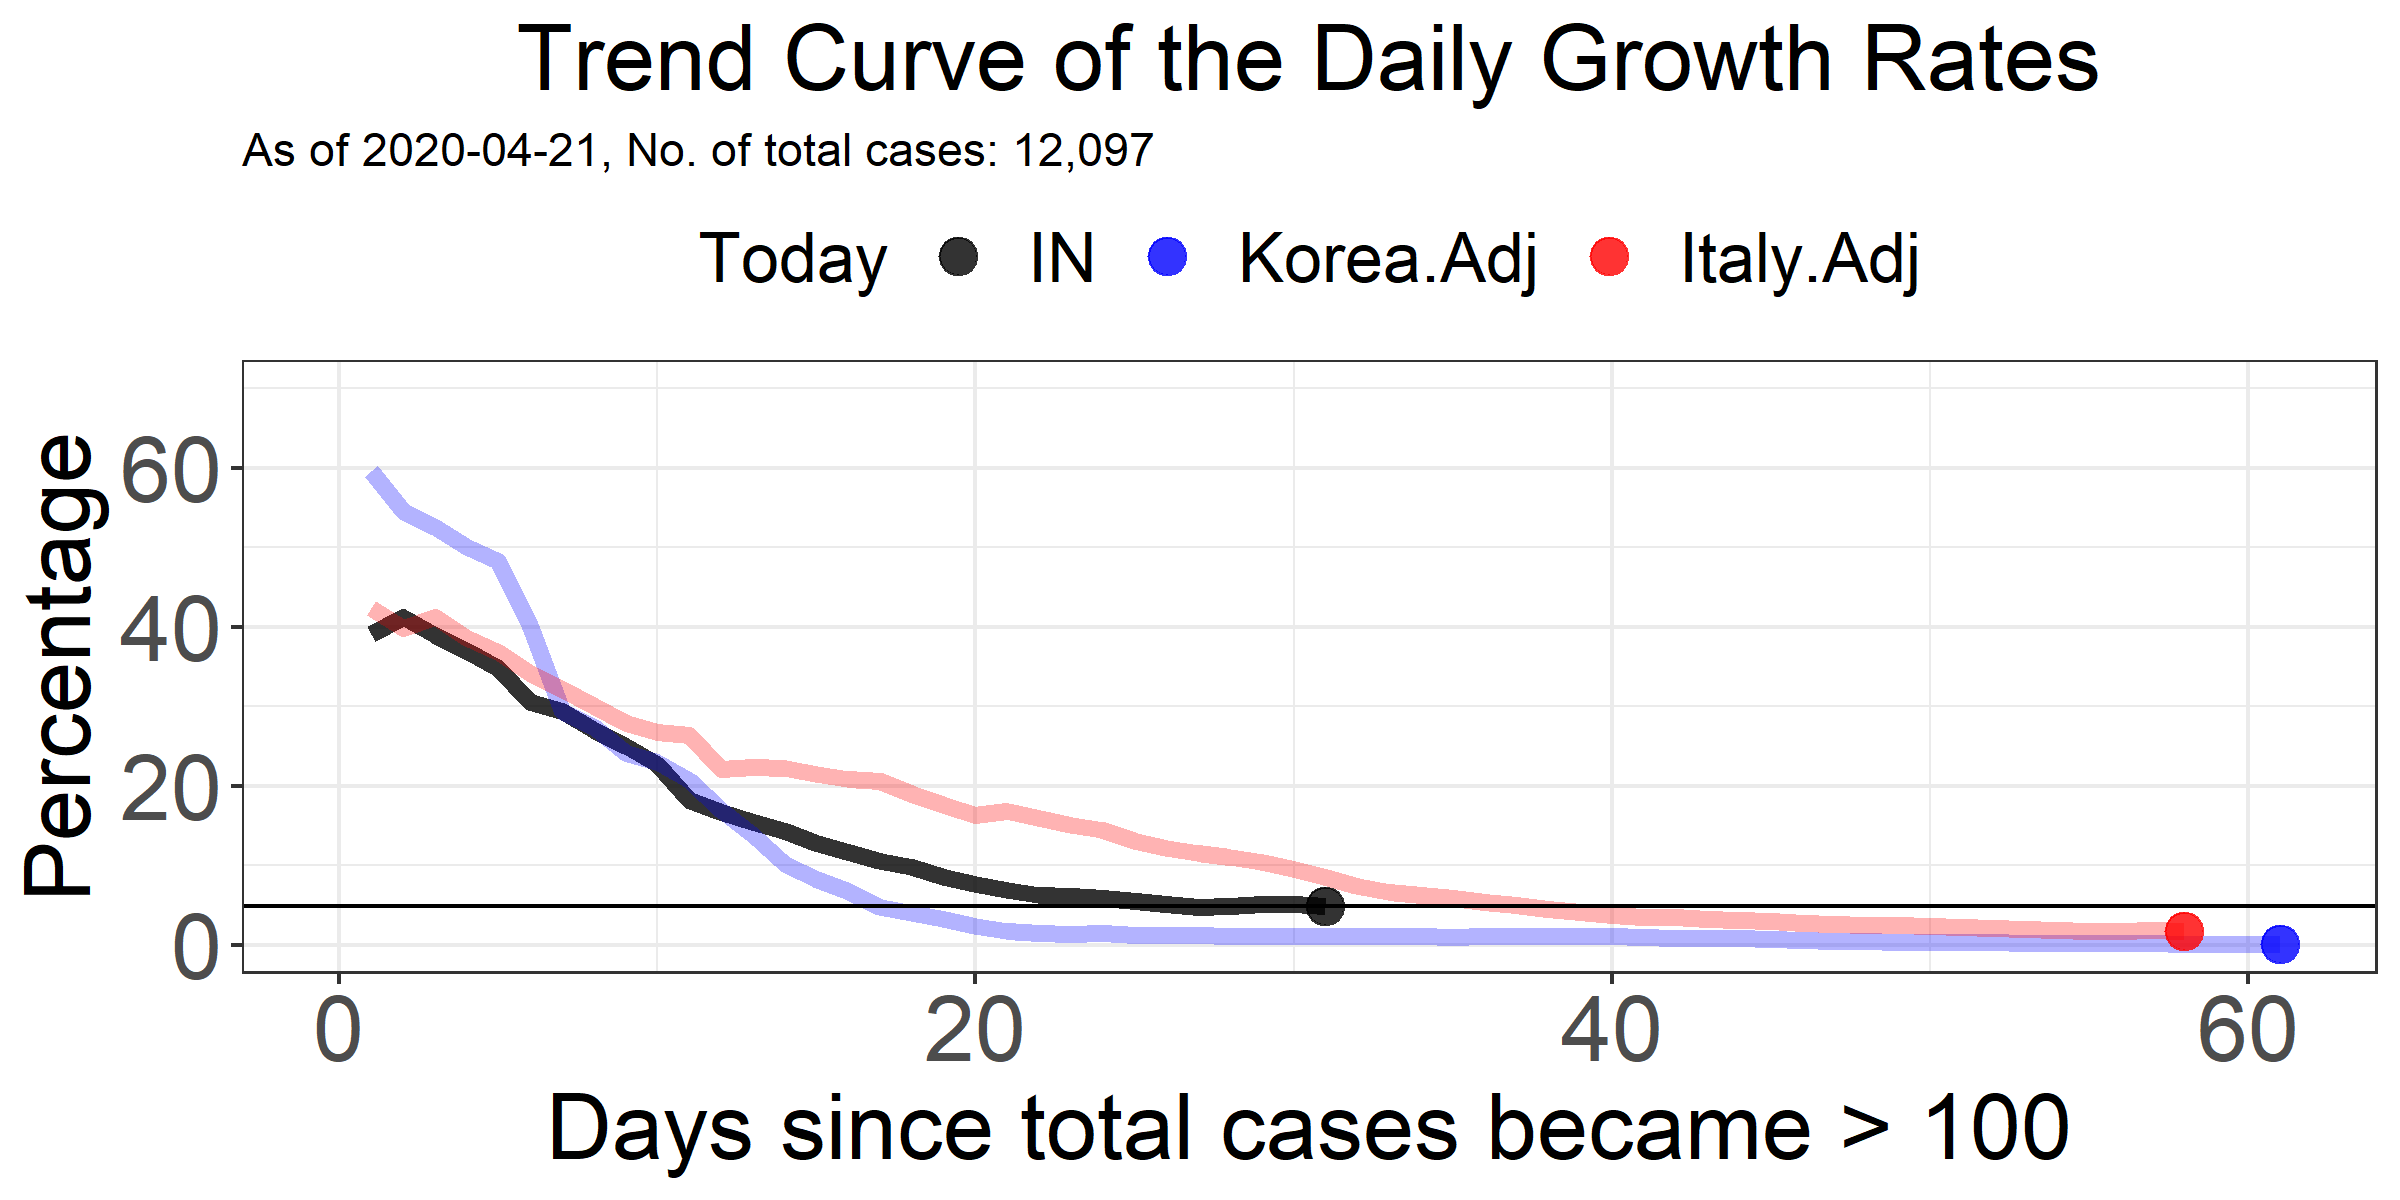 Trend Curve of the Daily Growth Rates
As of 2020-04-21, No. of total cases: 12,097
Today IN Korea.Adj Italy.Adj
Percentage
60
40
20
0
0 20 40 60
Days since total cases became > 100